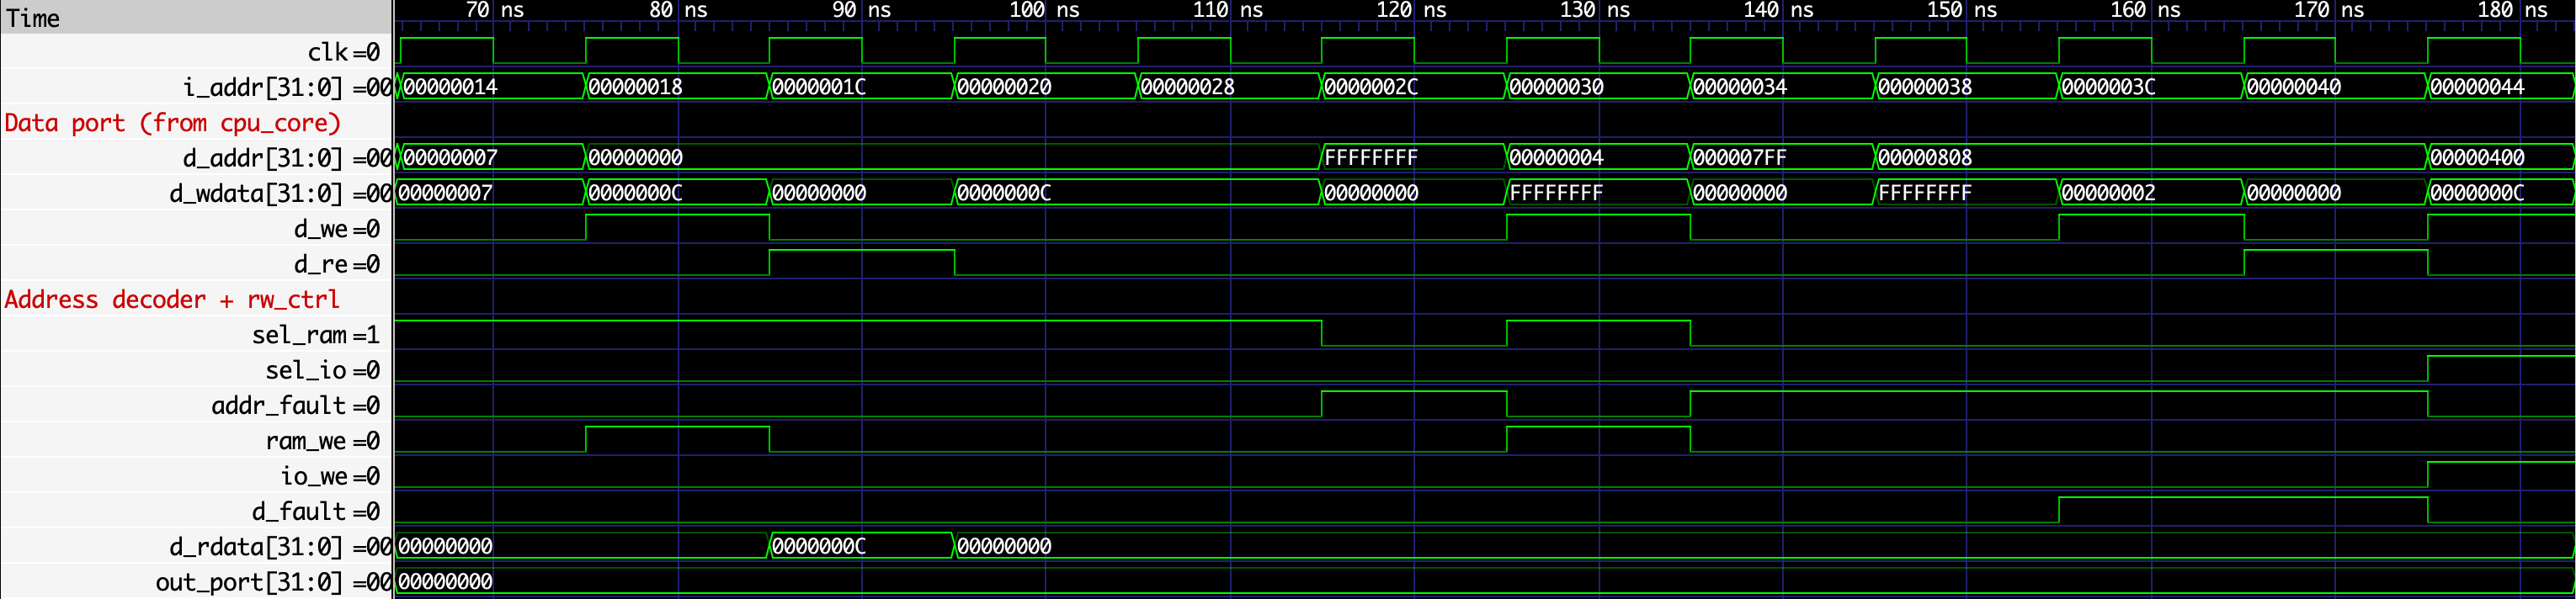 Time 70 ns 80 ns 90 ns 100 ns 110 ns 120 ns 130 ns 140 ns 150 ns 160 ns 170 ns 180 ns
clk=0
i_addr[31:0] =00 00000014 00000018 0000001C 00000020 00000028 0000002C 00000030 00000034 00000038 0000003C 00000040 00000044
Data port (from cpu_core)
d_addr[31:0] =00 00000007 00000000 FFFFFFFF 00000004 000007FF 00000808 00000400
d_wdata[31:0] =00 00000007 0000000C 00000000 0000000C 00000000 FFFFFFFF 00000000 FFFFFFFF 00000002 00000000 0000000C
d_we=0
d_re=0
Address decoder + rw_ctrl
sel_ram=1
sel_io=0
addr_fault=0
ram_we=0
io_we=0
d_fault=0
d_rdata[31:0] =00 00000000 0000000C 00000000
out_port[31:0] =00 00000000